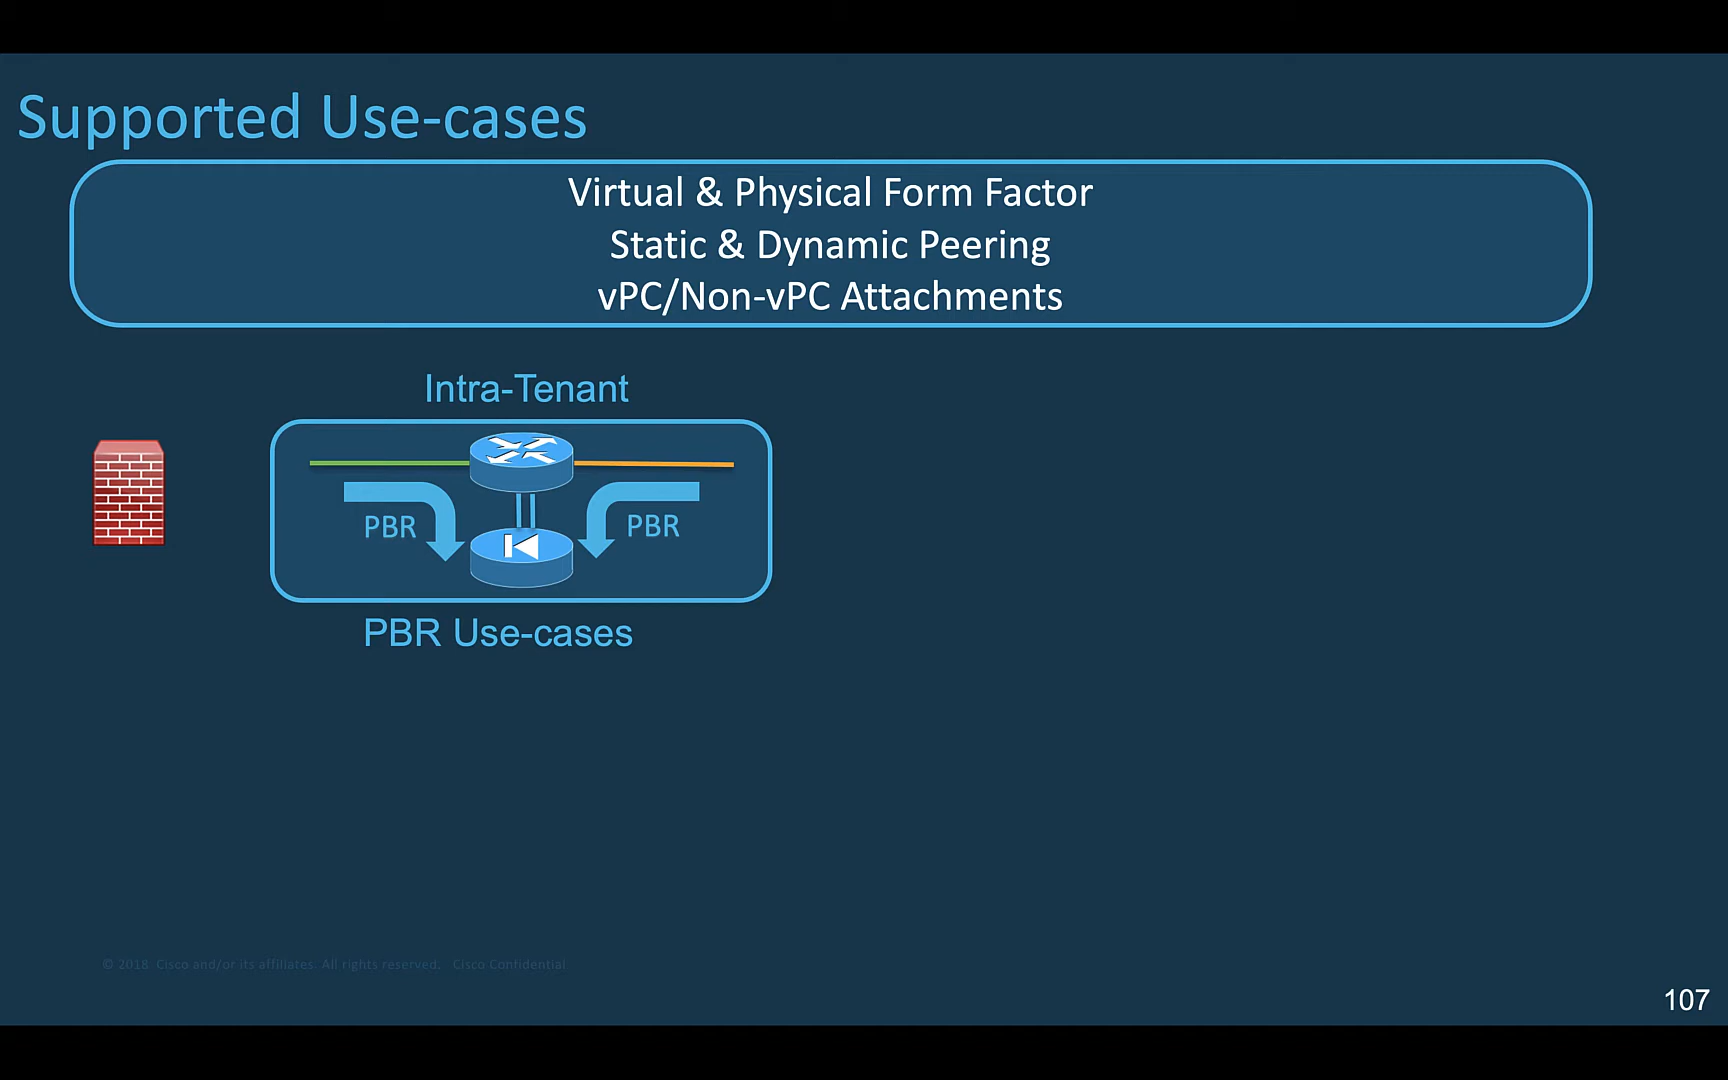 Supported Use-cases
Virtual & Physical Form Factor
Static & Dynamic Peering
vPC/Non-vPC Attachments
Intra-Tenant
PBR
PBR
PBR Use-cases
© 2018 Cisco and/or its affiliates. All rights reserved. Cisco Confidential
107